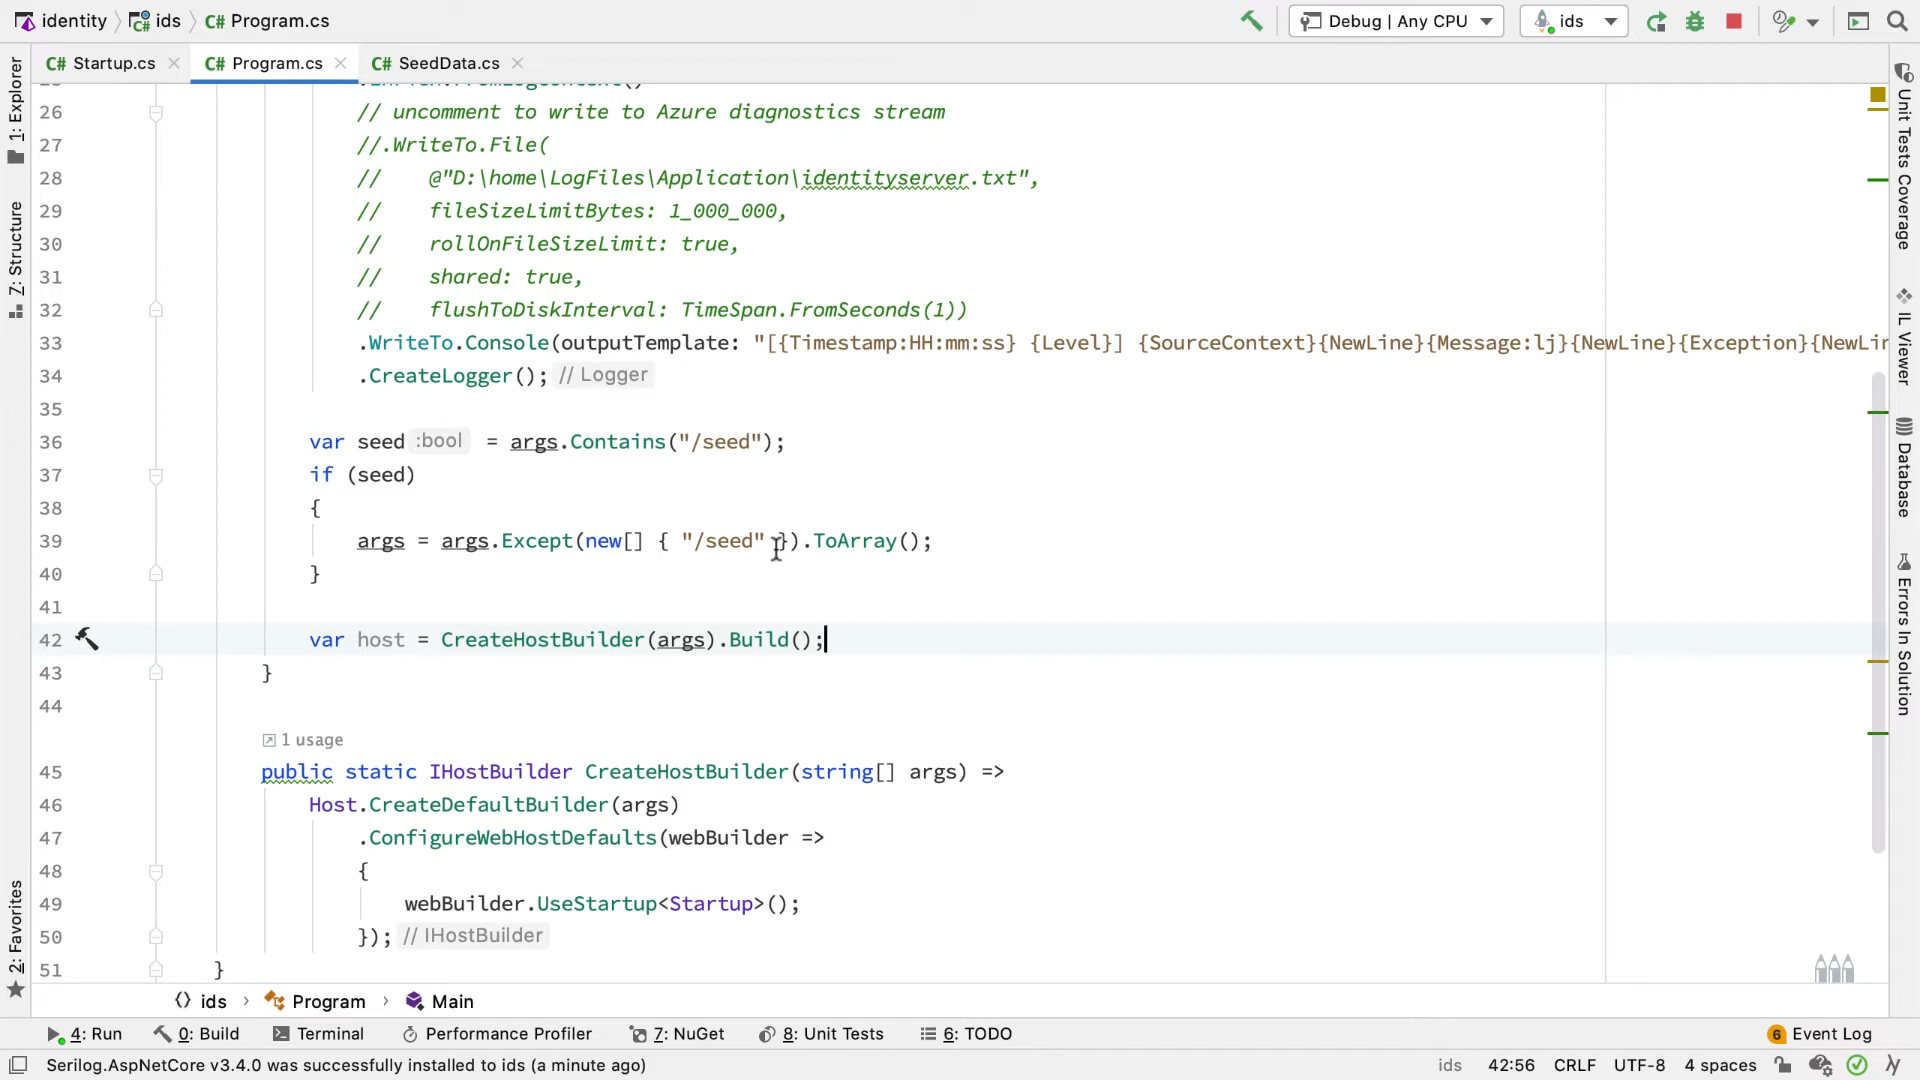 identity ids C# Program.cs Debug | Any CPU ids
C# Startup.cs C# Program.cs C# SeedData.cs
26 // uncomment to write to Azure diagnostics stream
27 //.WriteTo.File(
28 // @"D:\home\LogFiles\Application\identityserver.txt",
29 // fileSizeLimitBytes: 1_000_000,
30 // rollOnFileSizeLimit: true,
31 // shared: true,
32 // flushToDiskInterval: TimeSpan.FromSeconds(1))
33 .WriteTo.Console(outputTemplate: "[{Timestamp:HH:mm:ss} {Level}] {SourceContext}{NewLine}{Message:lj}{NewLine}{Exception}{NewLin
34 .CreateLogger(); // Logger
35
36 var seed :bool = args.Contains("/seed");
37 if (seed)
38 {
39 args = args.Except(new[] { "/seed" }).ToArray();
40 }
41
42 var host = CreateHostBuilder(args).Build();
43 }
44
1 usage
45 public static IHostBuilder CreateHostBuilder(string[] args) =>
46 Host.CreateDefaultBuilder(args)
47 .ConfigureWebHostDefaults(webBuilder =>
48 {
49 webBuilder.UseStartup<Startup>();
50 }); // IHostBuilder
51 }
ids Program Main
4: Run 0: Build Terminal Performance Profiler 7: NuGet 8: Unit Tests 6: TODO 6 Event Log
Serilog.AspNetCore v3.4.0 was successfully installed to ids (a minute ago) ids 42:56 CRLF UTF-8 4 spaces
1: Explorer
Z: Structure
2: Favorites
Unit Tests Coverage
IL Viewer
Database
Errors In Solution